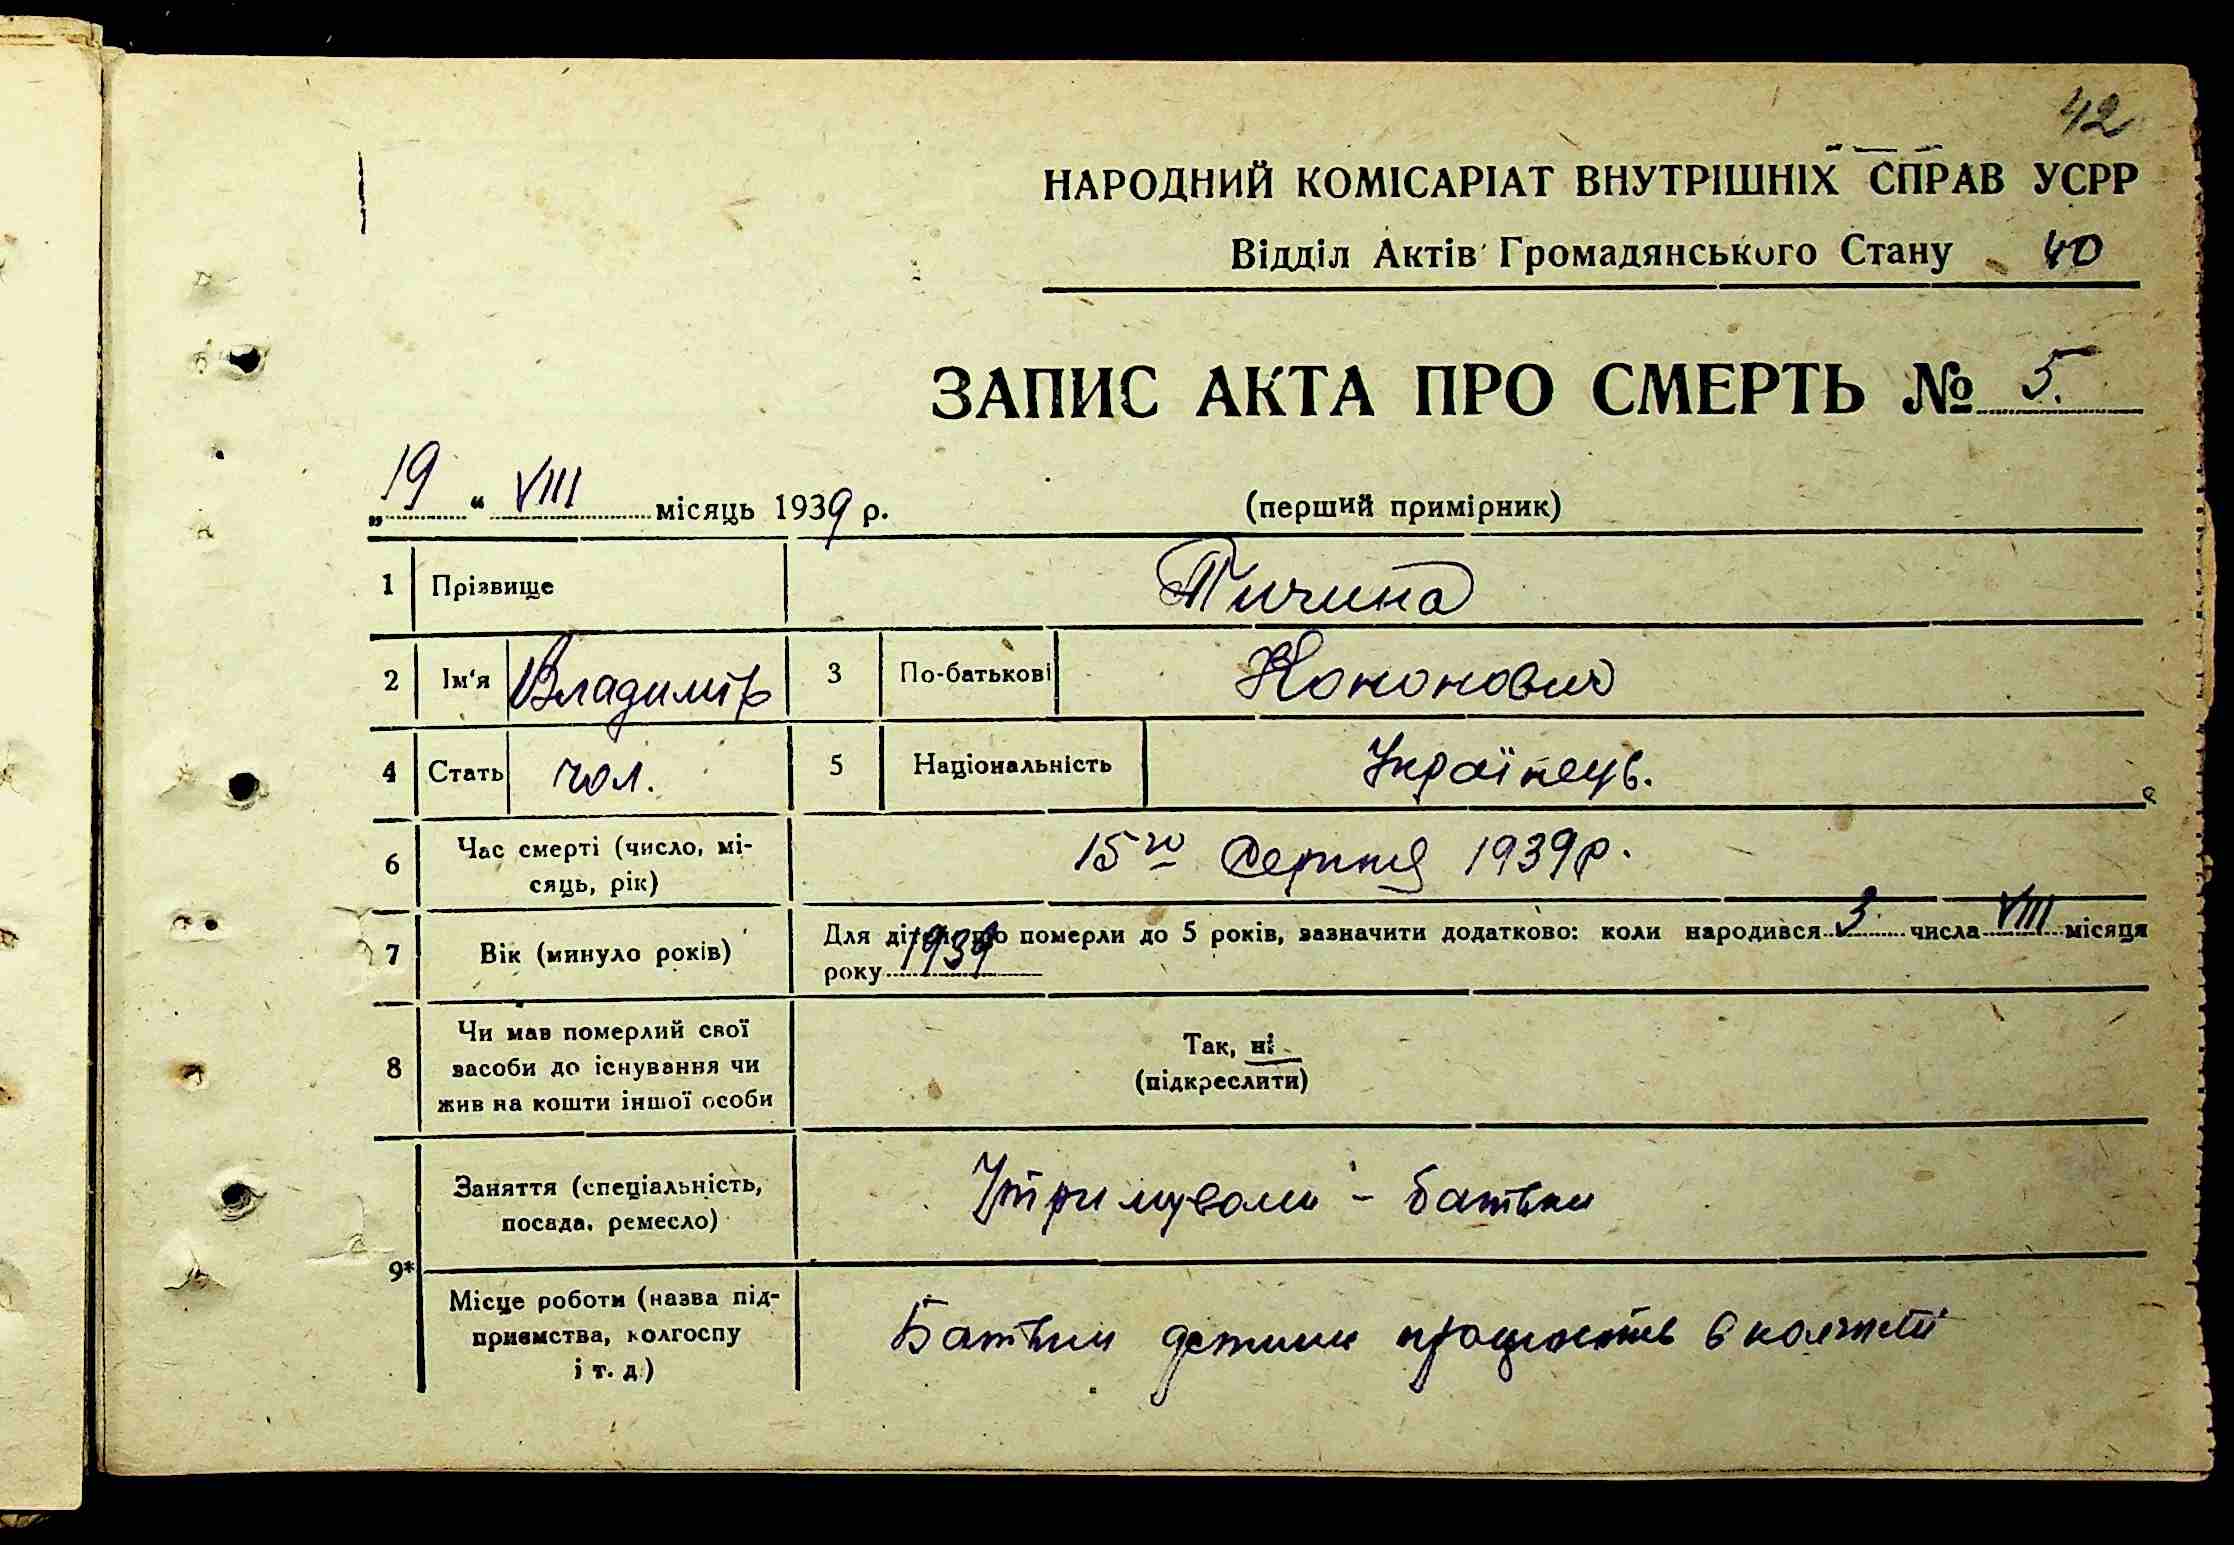 42
НАРОДНИЙ КОМІСАРІАТ ВНУТРІШНІХ СПРАВ УСРР
Відділ Актів Громадянського Стану 40
ЗАПИС АКТА ПРО СМЕРТЬ № 5.
„19“ VIII місяць 1939 р. (перший примірник)
1 Прізвище Тичина
2 Ім'я Владимір 3 По-батькові Кононович
4 Стать чол. 5 Національність Українець.
6 Час смерті (число, мі-
сяць, рік) 15го Серпня 1939р.
7 Вік (минуло років) Для дітей, що померли до 5 років, зазначити додатково: коли народився 3 числа VIII місяця
року 1939
8 Чи мав померлий свої
засоби до існування чи
жив на кошти іншої особи
Так, ні
(підкреслити)
9* Заняття (спеціальність,
посада, ремесло) Утримували - батьки
Місце роботи (назва під-
приємства, колгоспу
і т. д.)
Батьки дитини працюють в